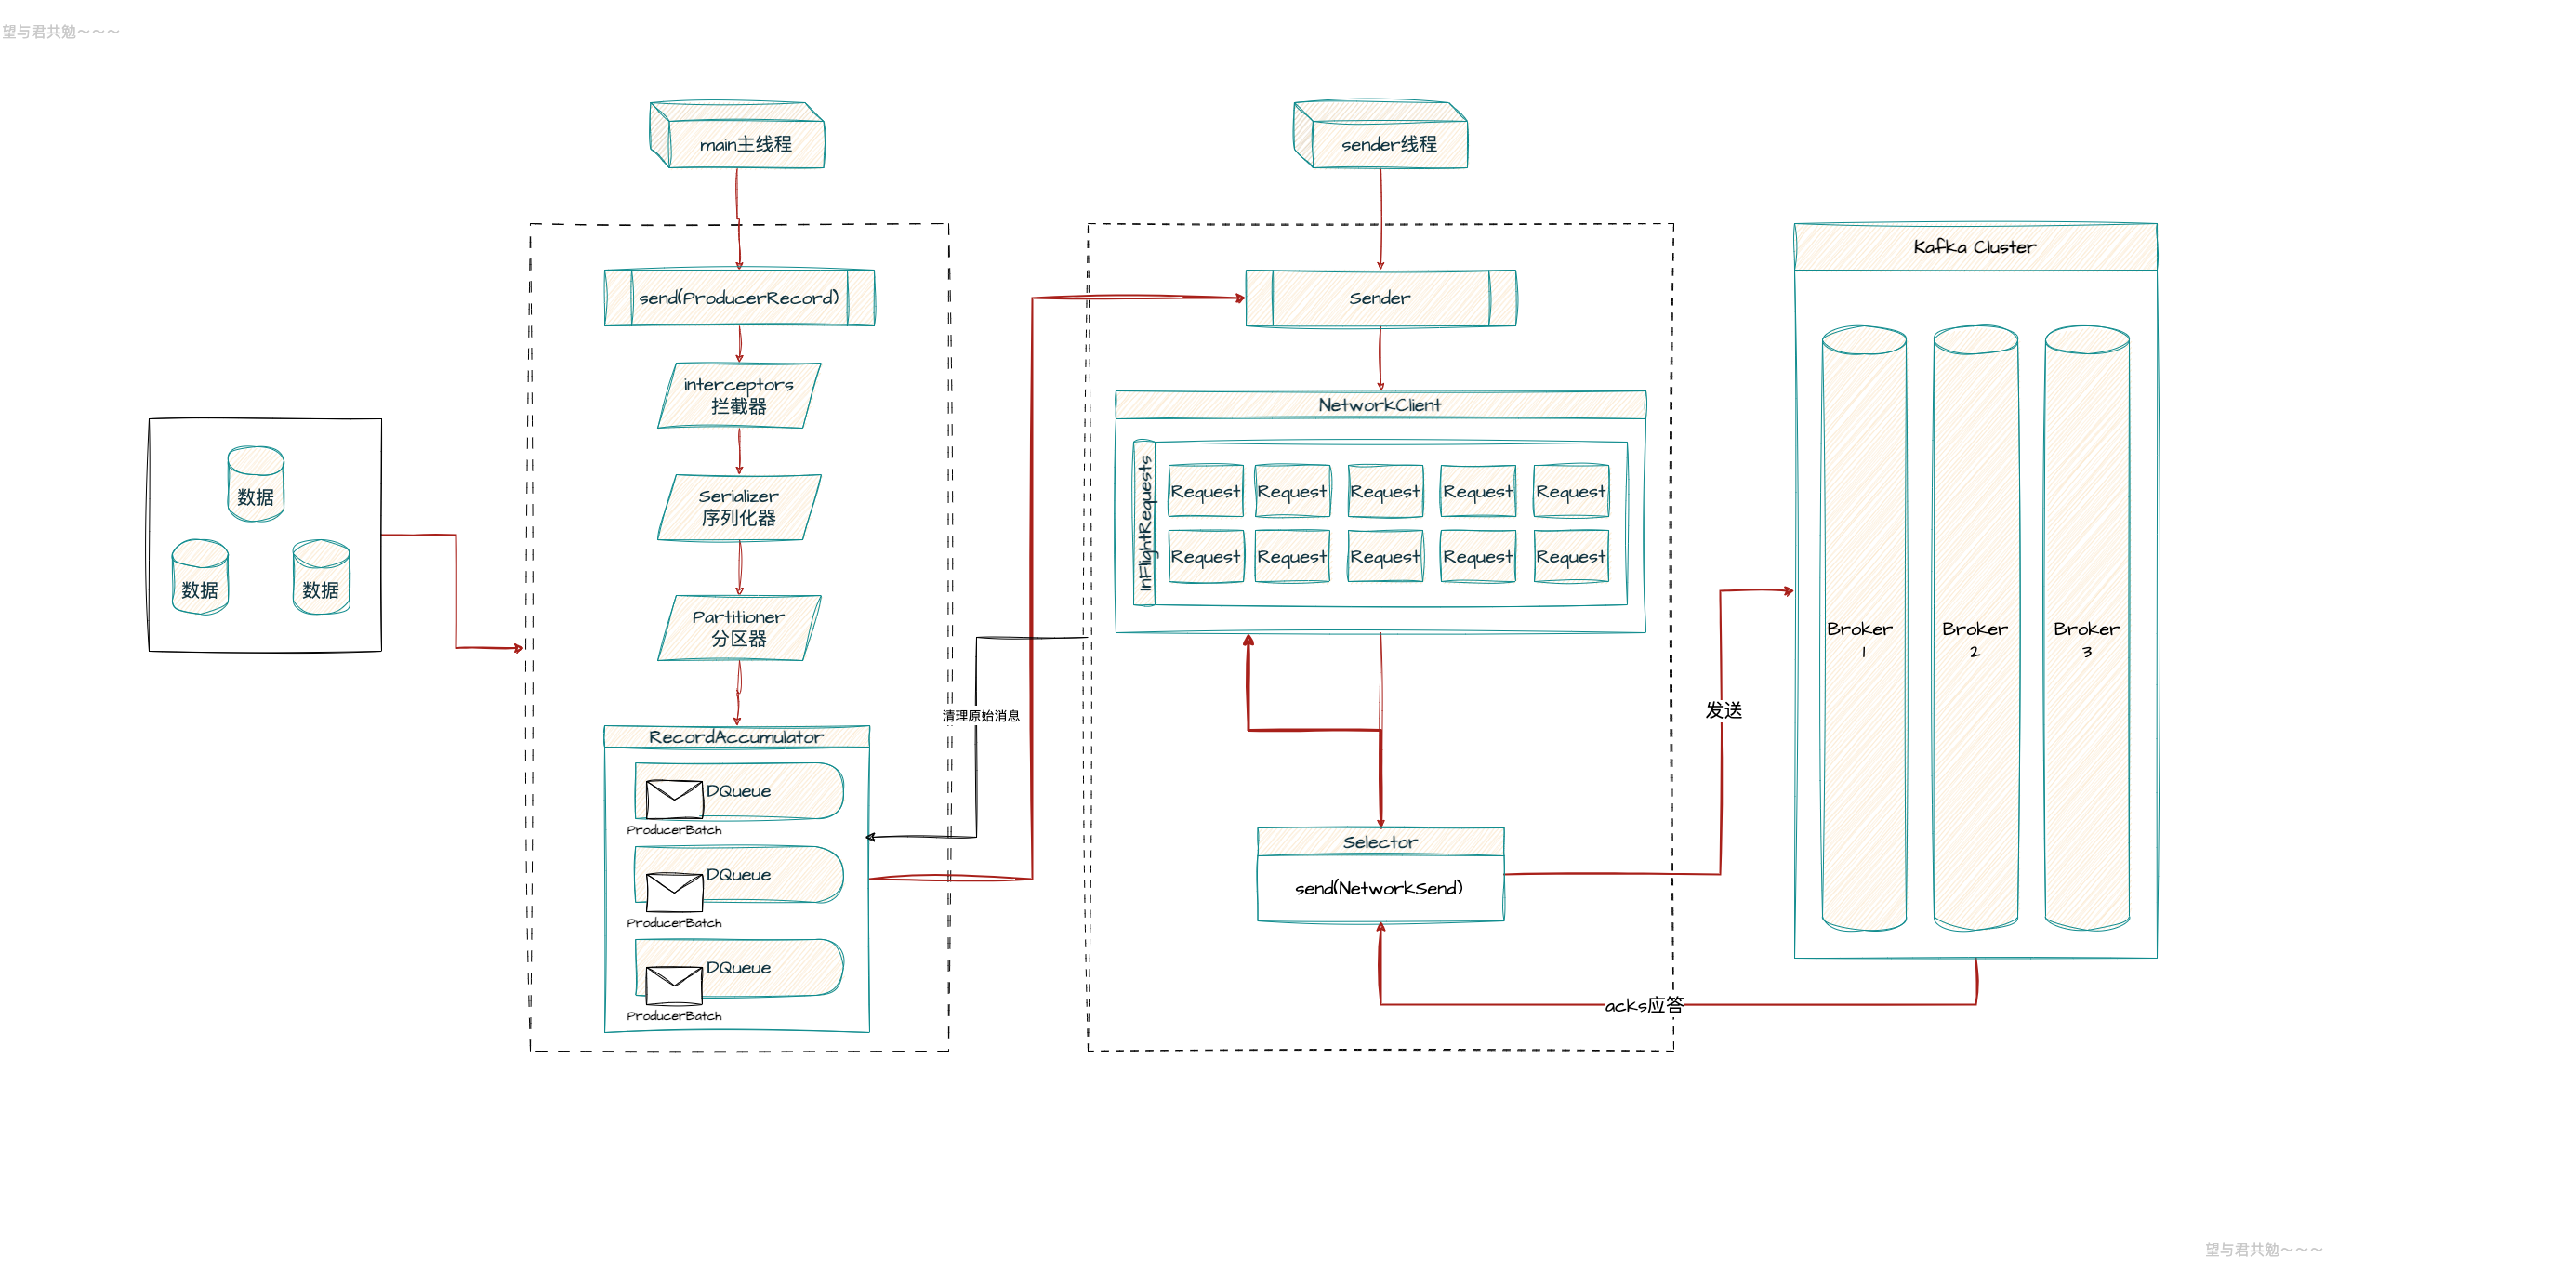 望与君共勉～～～
main主线程
sender线程
send(ProducerRecord)
interceptors
拦截器
Serializer
序列化器
Partitioner
分区器
数据
数据
数据
RecordAccumulator
DQueue
ProducerBatch
DQueue
ProducerBatch
DQueue
ProducerBatch
清理原始消息
Sender
NetworkClient
InFlightRequests
Request Request Request Request Request
Request Request Request Request Request
Selector
send(NetworkSend)
发送
acks应答
Kafka Cluster
Broker
1
Broker
2
Broker
3
望与君共勉～～～